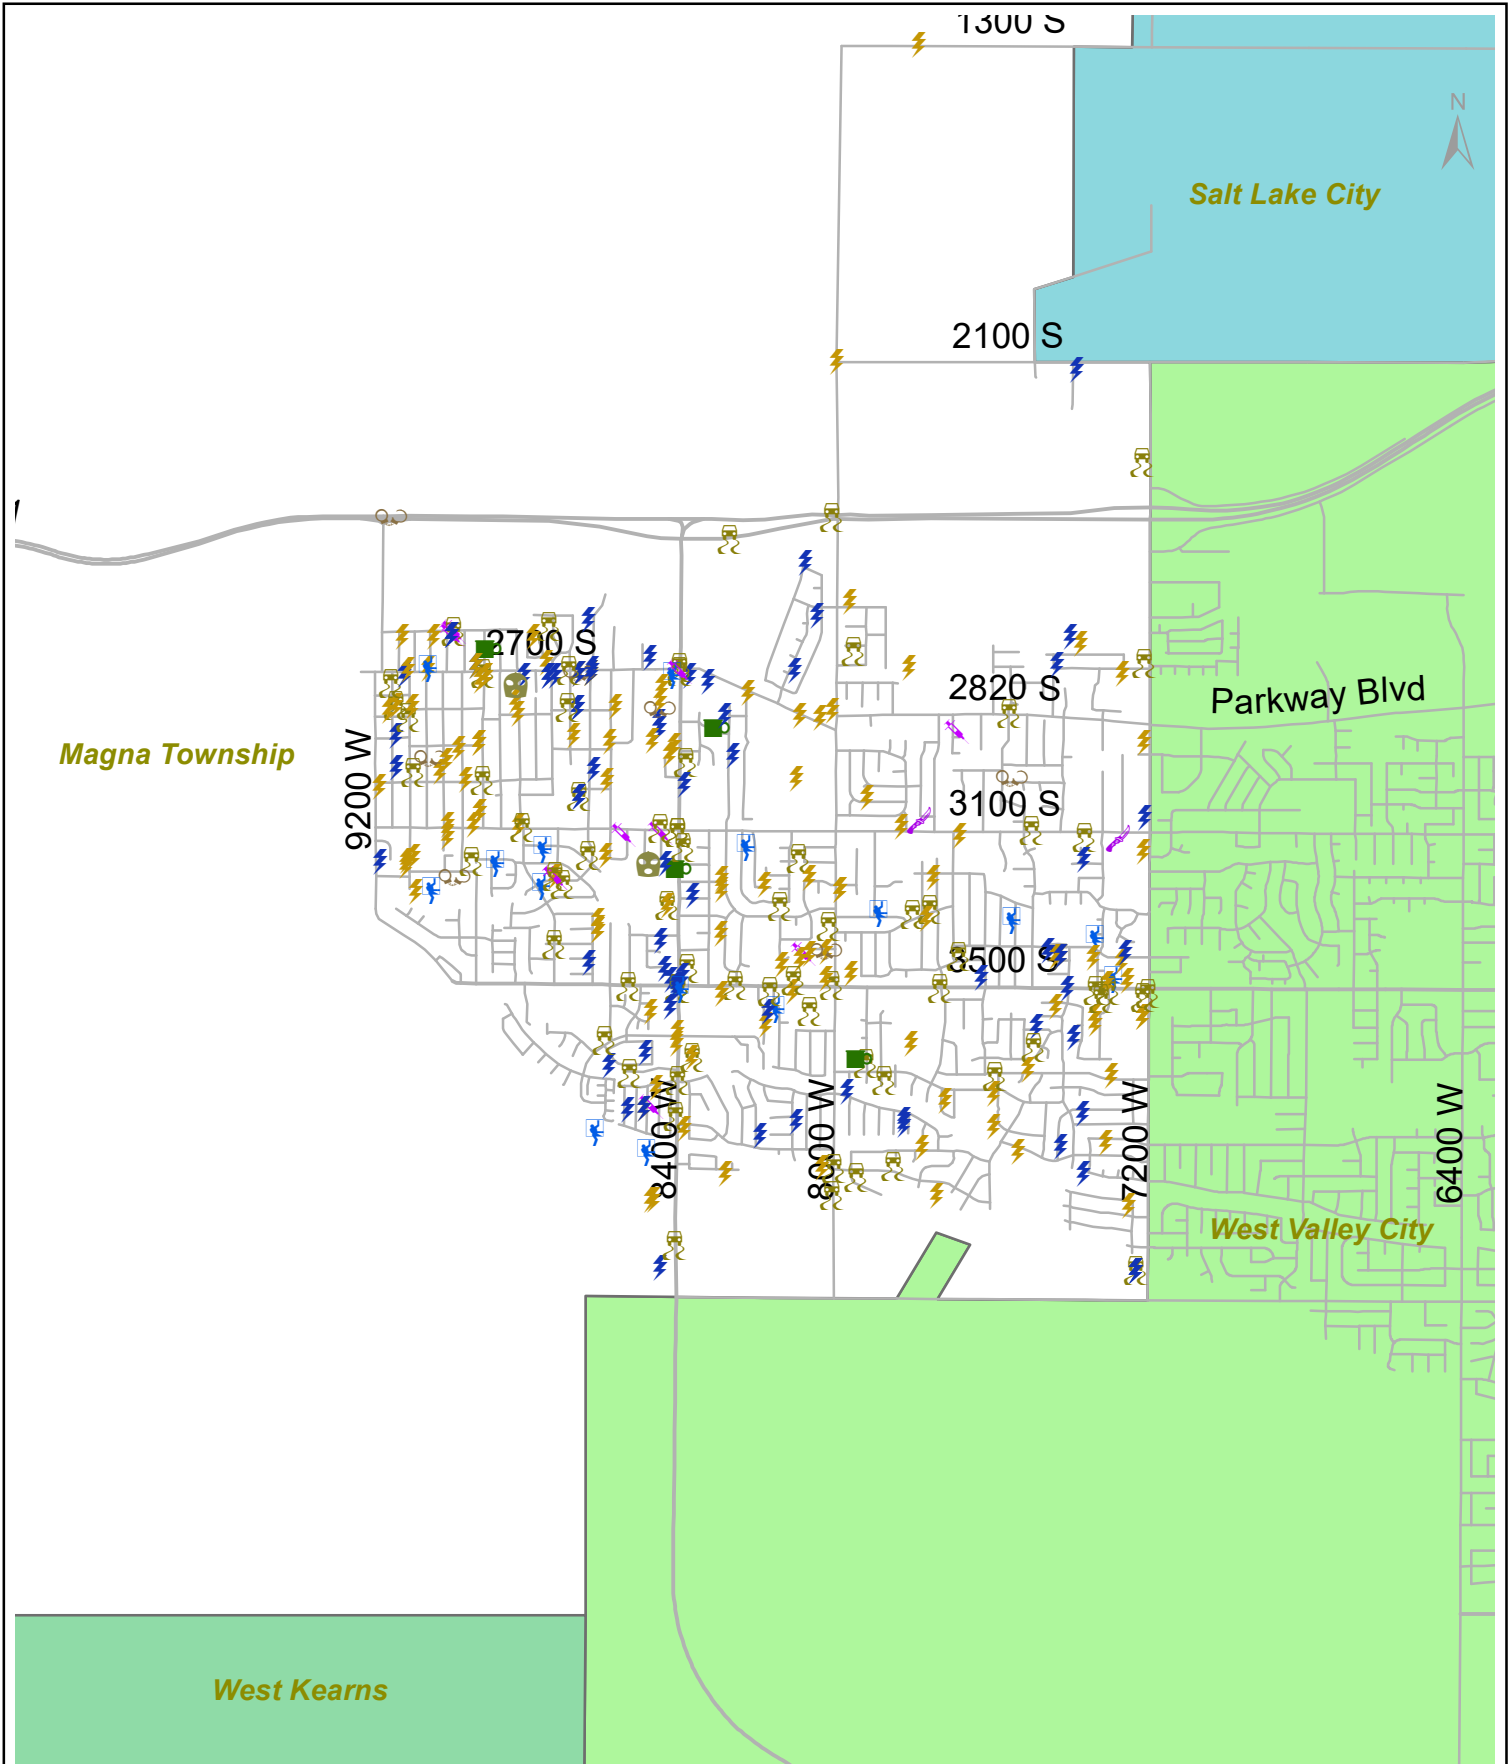 1300 S
N
Salt Lake City
2100 S
2700 S
2820 S
Parkway Blvd
Magna Township
9200 W
3100 S
3500 S
8400 W
8000 W
7200 W
6400 W
West Valley City
West Kearns